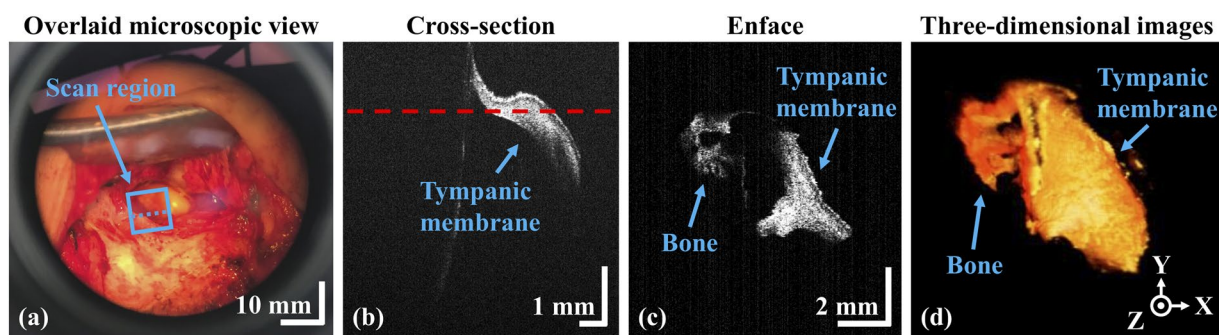 Overlaid microscopic view
Cross-section
Enface
Three-dimensional images
Scan region
10 mm
(a)
Tympanic
membrane
1 mm
(b)
Tympanic
membrane
Bone
2 mm
(c)
Tympanic
membrane
Bone
Y
X
Z
(d)